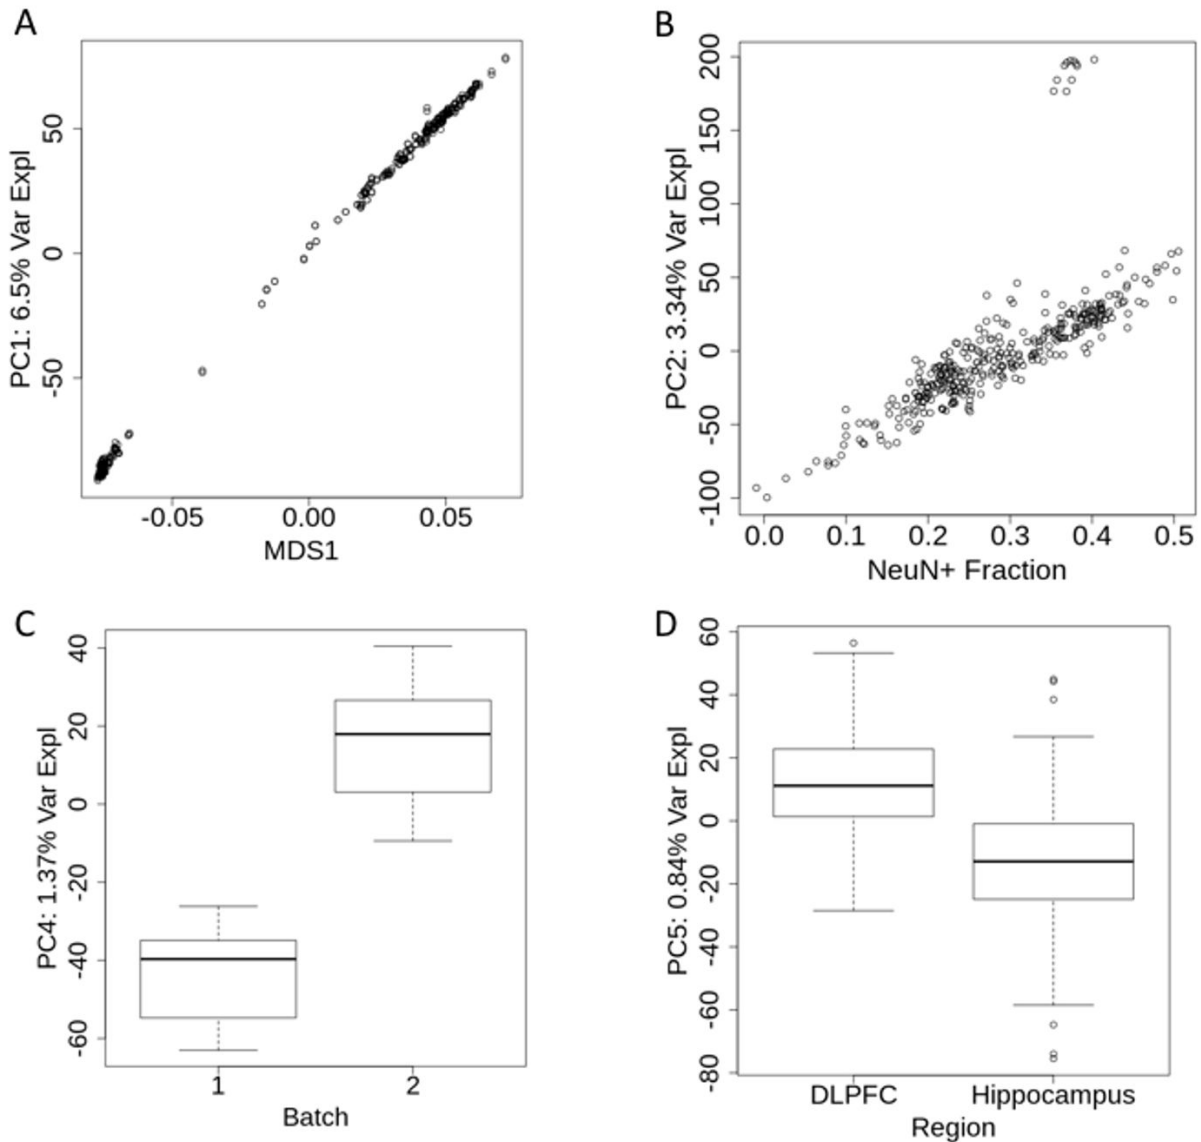 A
PC1: 6.5% Var Expl
50
0
-50
-0.05 0.00 0.05
MDS1
B
PC2: 3.34% Var Expl
200
150
100
50
0
-50
-100
0.0 0.1 0.2 0.3 0.4 0.5
NeuN+ Fraction
C
PC4: 1.37% Var Expl
40
20
0
-20
-40
-60
1 2
Batch
D
PC5: 0.84% Var Expl
60
40
20
0
-20
-40
-60
-80
DLPFC Hippocampus
Region